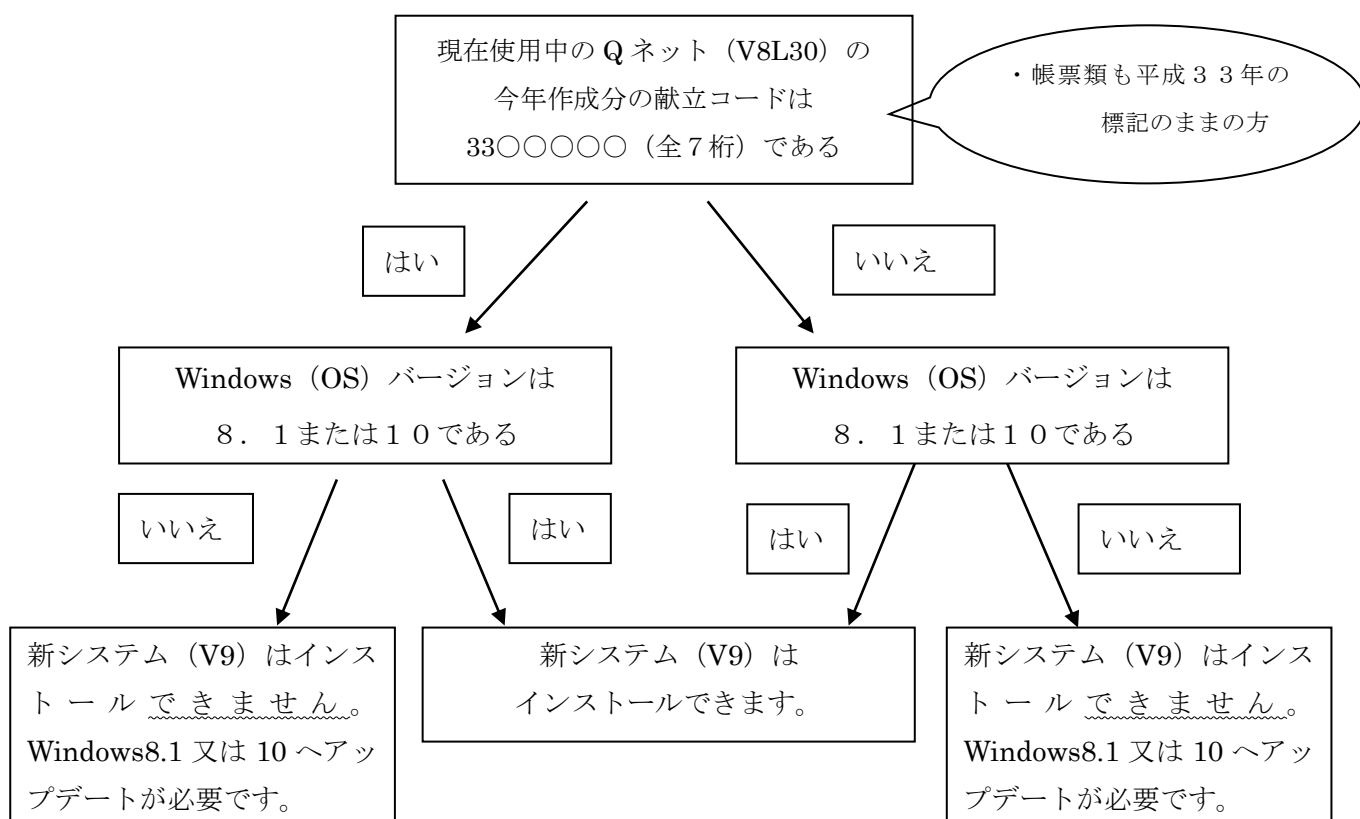 現在使用中の Q ネット（V8L30）の
今年作成分の献立コードは
33○○○○○（全７桁）である
・帳票類も平成３３年の
標記のままの方
はい
いいえ
Windows（OS）バージョンは
８．１または１０である
Windows（OS）バージョンは
８．１または１０である
いいえ
はい
はい
いいえ
新システム（V9）はインス
トールできません。
Windows8.1 又は 10 へアッ
プデートが必要です。
新システム（V9）は
インストールできます。
新システム（V9）はインス
トールできません。
Windows8.1 又は 10 へアッ
プデートが必要です。